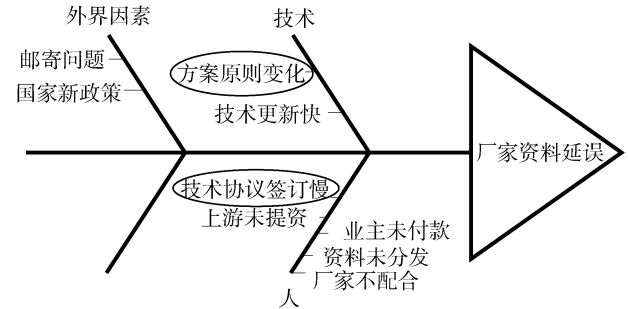 外界因素
技术
邮寄问题
国家新政策
方案原则变化
技术更新快
厂家资料延误
技术协议签订慢
上游未提资
业主未付款
资料未分发
厂家不配合
人